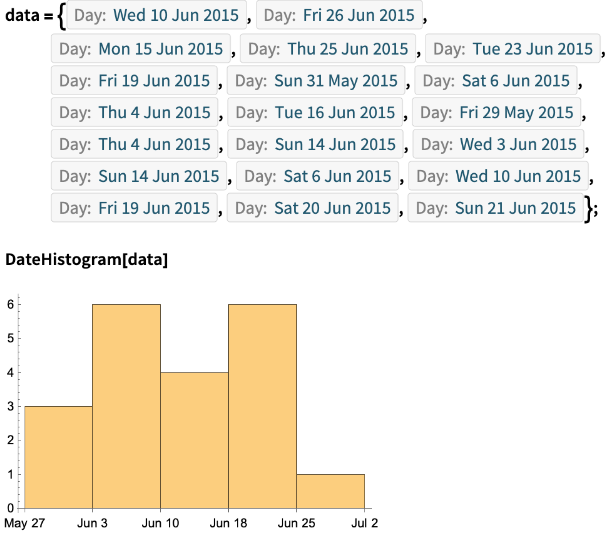 data = { Day: Wed 10 Jun 2015 , Day: Fri 26 Jun 2015 ,
Day: Mon 15 Jun 2015 , Day: Thu 25 Jun 2015 , Day: Tue 23 Jun 2015 ,
Day: Fri 19 Jun 2015 , Day: Sun 31 May 2015 , Day: Sat 6 Jun 2015 ,
Day: Thu 4 Jun 2015 , Day: Tue 16 Jun 2015 , Day: Fri 29 May 2015 ,
Day: Thu 4 Jun 2015 , Day: Sun 14 Jun 2015 , Day: Wed 3 Jun 2015 ,
Day: Sun 14 Jun 2015 , Day: Sat 6 Jun 2015 , Day: Wed 10 Jun 2015 ,
Day: Fri 19 Jun 2015 , Day: Sat 20 Jun 2015 , Day: Sun 21 Jun 2015 };
DateHistogram[data]
6
5
4
3
2
1
0
May 27 Jun 3 Jun 10 Jun 18 Jun 25 Jul 2